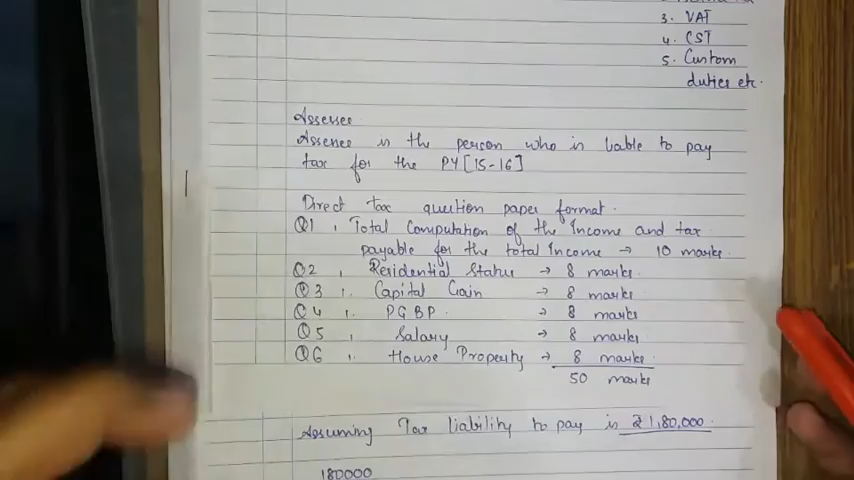 3. VAT
4. CST
5. Custom
duties etc.
Assessee
Assessee is the person who is liable to pay
tax for the PY [15-16]
Direct tax question paper format.
Q1, Total Computation of the Income and tax
payable for the total Income → 10 marks.
Q2, Residential Status → 8 marks.
Q3 ,. Capital Gain → 8 marks
Q4 ,. PGBP. → 8 marks
Q5 , Salary → 8 marks
Q6 ,. House Property → 8 marks
50 marks
Assuming Tax liability to pay is ₹1,80,000
180000